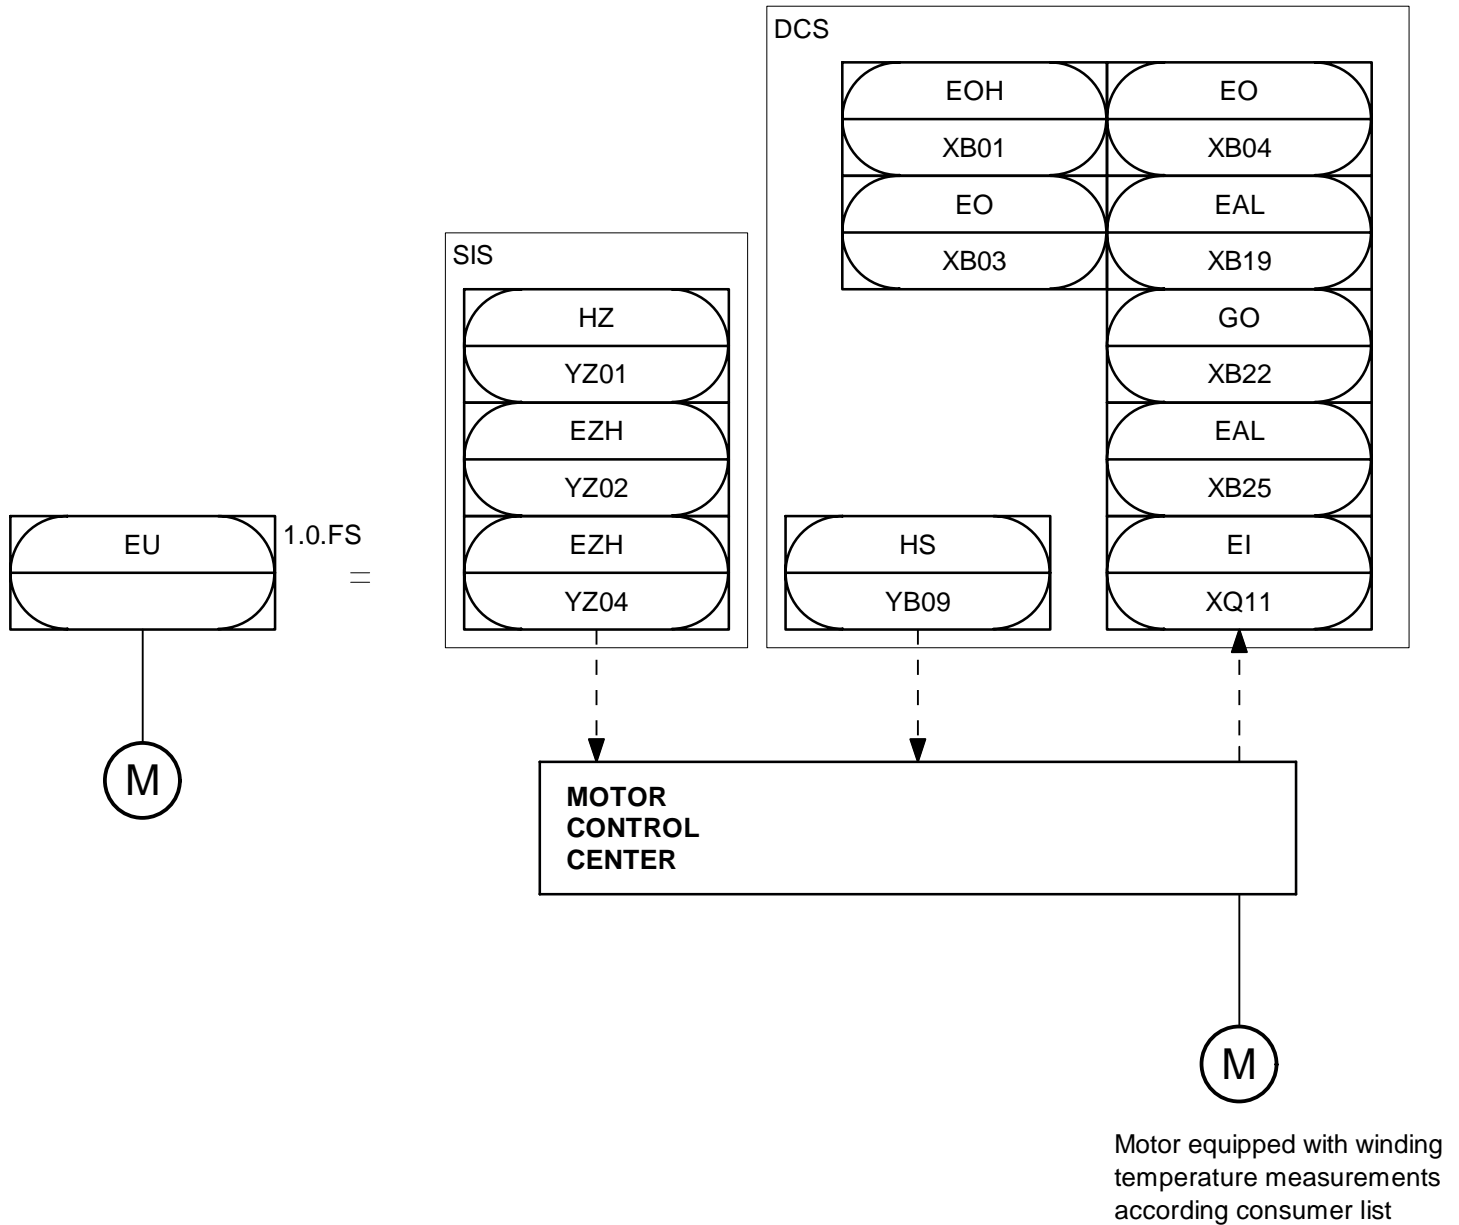 DCS
EOH
EO
XB01
XB04
EO
EAL
XB03
XB19
SIS
HZ
GO
YZ01
XB22
EZH
EAL
YZ02
XB25
EU
1.0.FS
=
EZH
HS
EI
YZ04
YB09
XQ11
M
MOTOR
CONTROL
CENTER
M
Motor equipped with winding
temperature measurements
according consumer list